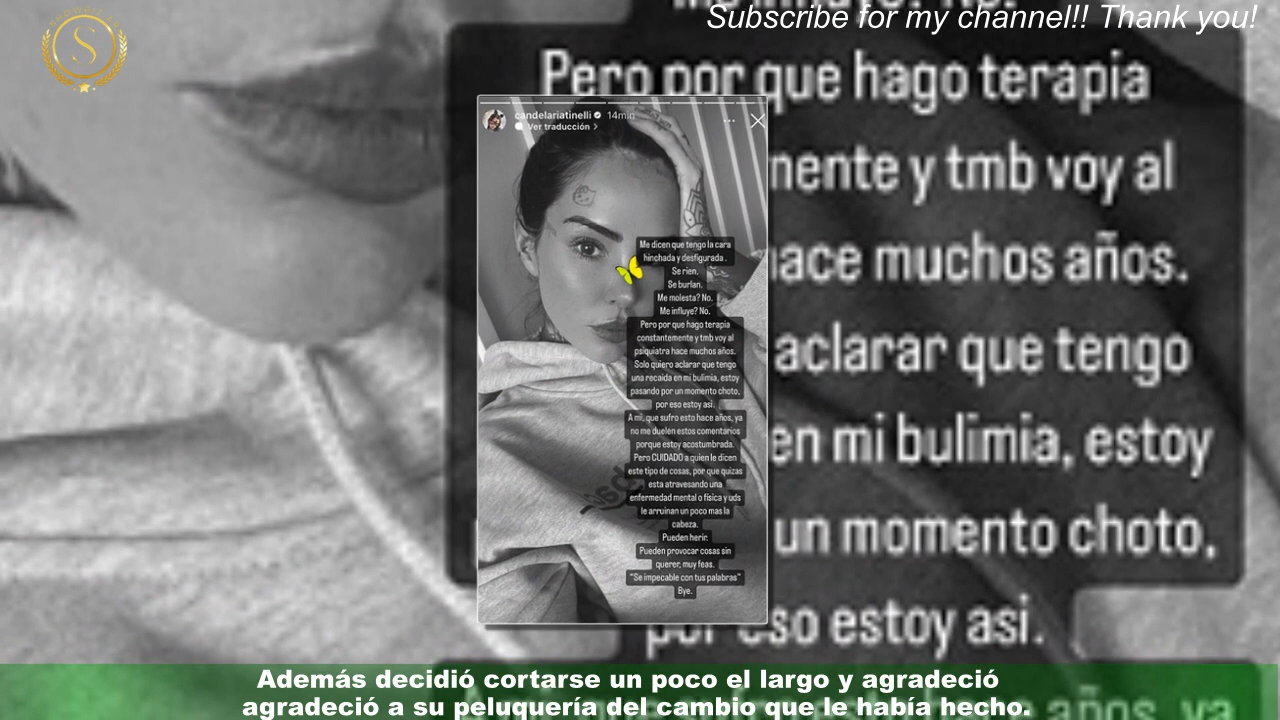 Subscribe for my channel!! Thank you!
S
Pero por que hago terapia
mente y tmb voy al
hace muchos años.
aclarar que tengo
en mi bulimia, estoy
un momento choto,
por eso estoy asi.
años, ya
candelariatinelli 14min
Ver traducción >
Me dicen que tengo la cara
hinchada y desfigurada .
Se rien.
Se burlan.
Me molesta? No.
Me influye? No.
Pero por que hago terapia
constantemente y tmb voy al
psiquiatra hace muchos años.
Solo quiero aclarar que tengo
una recaida en mi bulimia, estoy
pasando por un momento choto,
por eso estoy asi.
A mi, que sufro esto hace años, ya
no me duelen estos comentarios
porque estoy acostumbrada.
Pero CUIDADO a quien le dicen
este tipo de cosas, por que quizas
esta atravesando una
enfermedad mental o fisica y uds
le arruinan un poco mas la
cabeza.
Pueden herir.
Pueden provocar cosas sin
querer, muy feas.
"Se impecable con tus palabras"
Bye.
Además decidió cortarse un poco el largo y agradeció
agradeció a su peluquería del cambio que le había hecho.